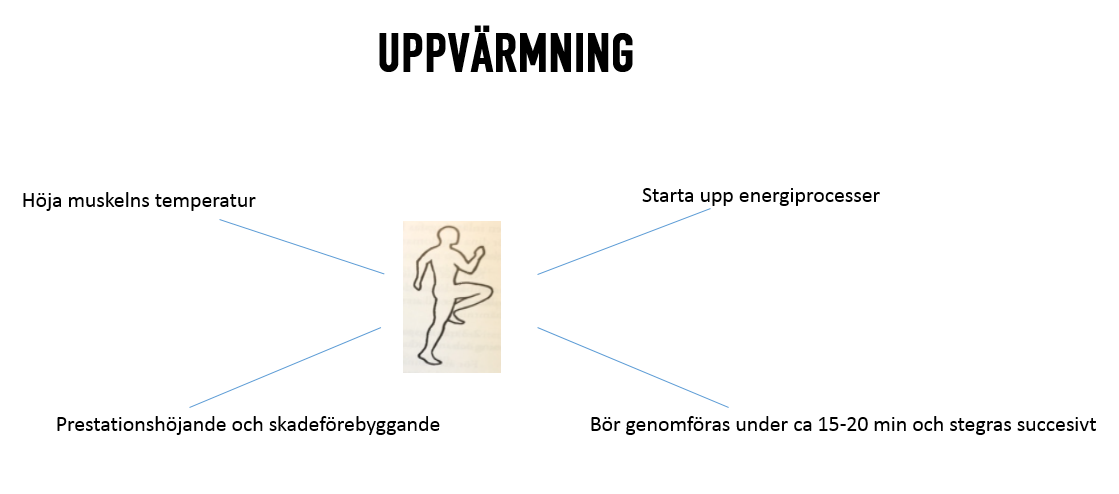 UPPVÄRMNING
Höja muskelns temperatur
Starta upp energiprocesser
Prestationshöjande och skadeförebyggande
Bör genomföras under ca 15-20 min och stegras succesivt